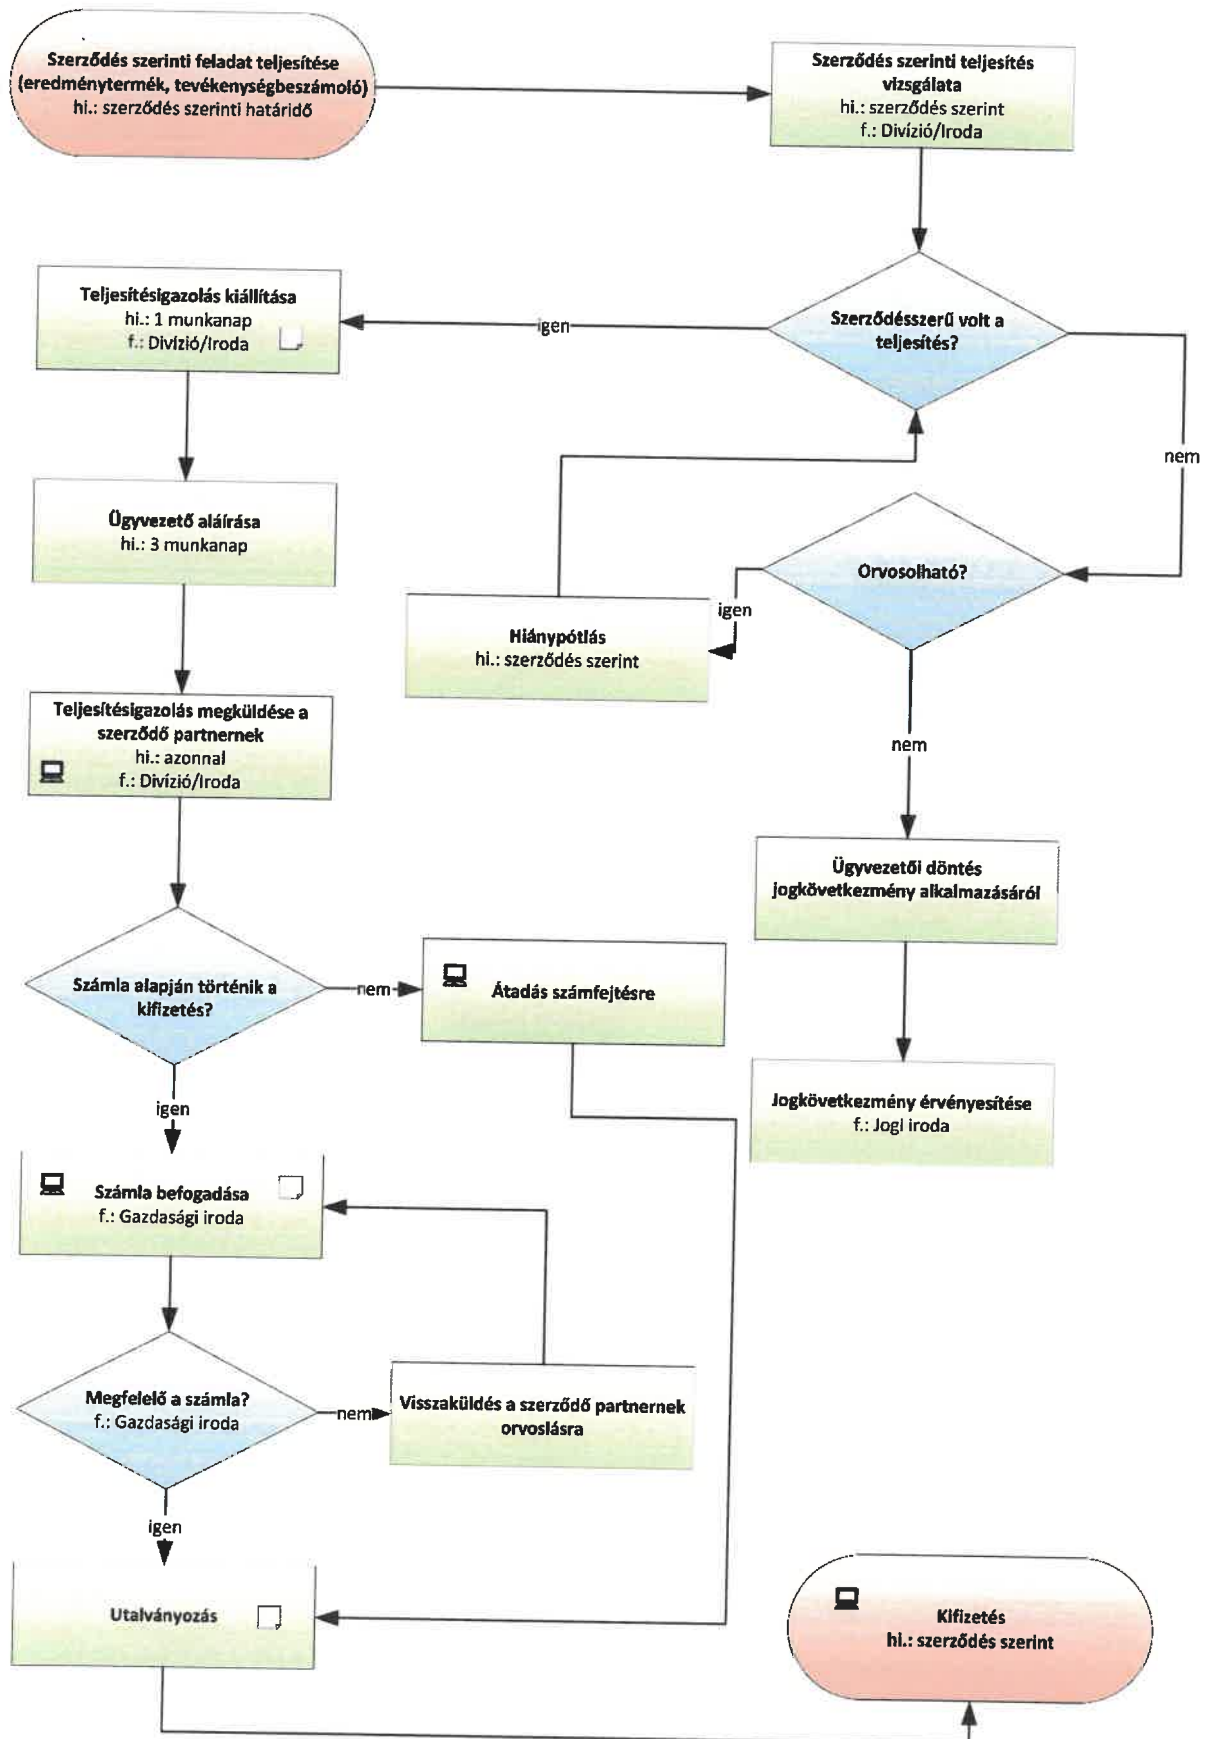 Szerződés szerinti feladat teljesítése
(eredménytermék, tevékenységbeszámoló)
hi.: szerződés szerinti határidő
Szerződés szerinti teljesítés
vizsgálata
hi.: szerződés szerint
f.: Divízió/Iroda
Szerződésszerű volt a
teljesítés?
igen
nem
Teljesítésigazolás kiállítása
hi.: 1 munkanap
f.: Divízió/Iroda
Ügyvezető aláírása
hi.: 3 munkanap
Orvosolható?
igen
Hiánypótlás
hi.: szerződés szerint
nem
Teljesítésigazolás megküldése a
szerződő partnernek
hi.: azonnal
f.: Divízió/Iroda
Ügyvezetői döntés
jogkövetkezmény alkalmazásáról
Jogkövetkezmény érvényesítése
f.: Jogi iroda
Számla alapján történik a
kifizetés?
nem
Átadás számfejtésre
igen
Számla befogadása
f.: Gazdasági iroda
Megfelelő a számla?
f.: Gazdasági iroda
nem
Visszaküldés a szerződő partnernek
orvoslásra
igen
Utalványozás
Kifizetés
hi.: szerződés szerint